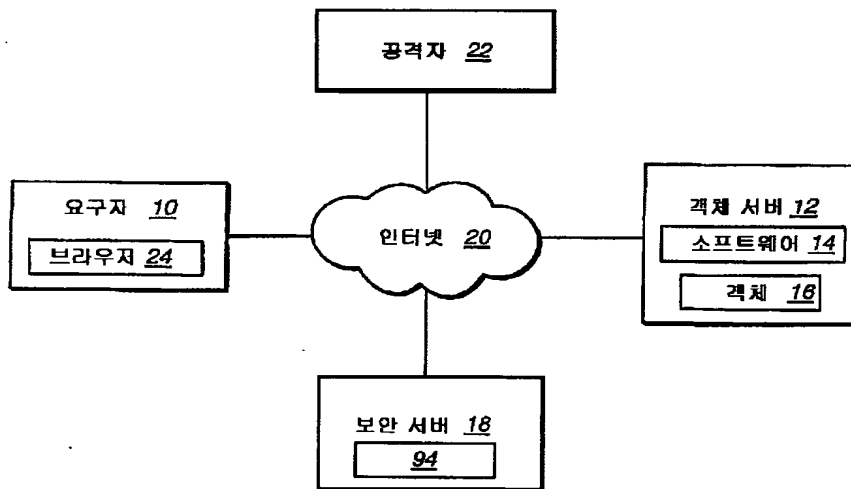 공격자 22
요구자 10
브라우저 24
인터넷 20
객체 서버 12
소프트웨어 14
객체 16
보안 서버 18
94